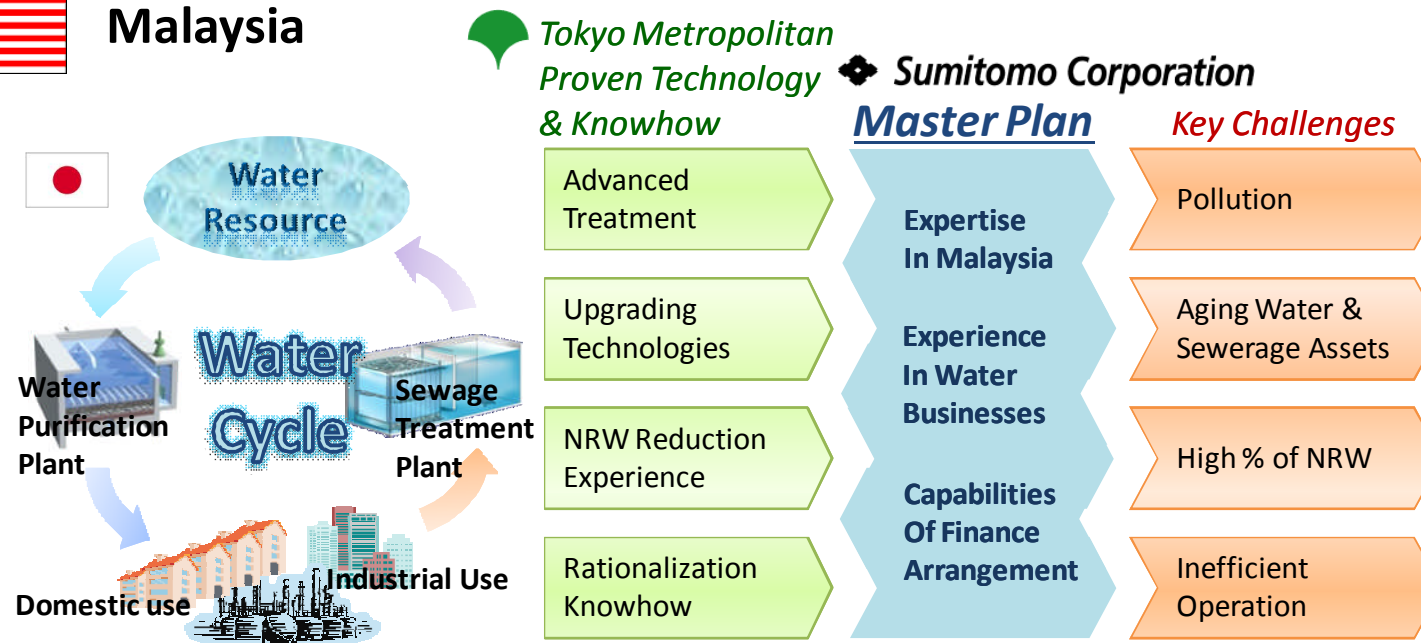 Malaysia
Tokyo Metropolitan
Proven Technology
& Knowhow
Sumitomo Corporation
Master Plan
Key Challenges
Water
Resource
Water
Cycle
Water
Purification
Plant
Sewage
Treatment
Plant
Domestic use
Industrial Use
Advanced
Treatment
Upgrading
Technologies
NRW Reduction
Experience
Rationalization
Knowhow
Expertise
In Malaysia
Experience
In Water
Businesses
Capabilities
Of Finance
Arrangement
Pollution
Aging Water &
Sewerage Assets
High % of NRW
Inefficient
Operation